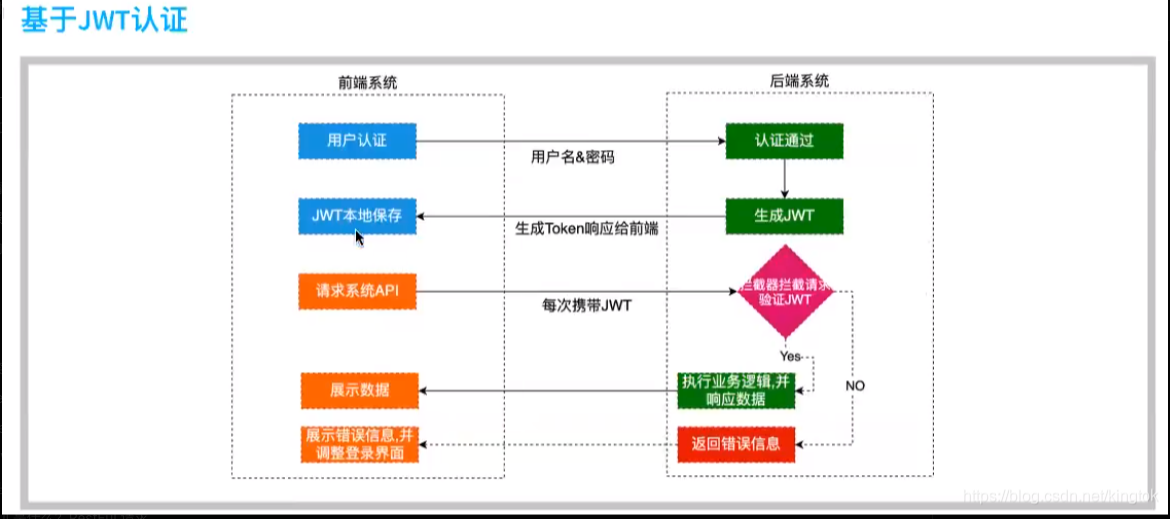 基于JWT认证
前端系统
后端系统
用户认证
用户名&密码
认证通过
JWT本地保存
生成Token响应给前端
生成JWT
请求系统API
每次携带JWT
拦截器拦截请求
验证JWT
Yes
NO
展示数据
执行业务逻辑,并
响应数据
展示错误信息,并
调整登录界面
返回错误信息